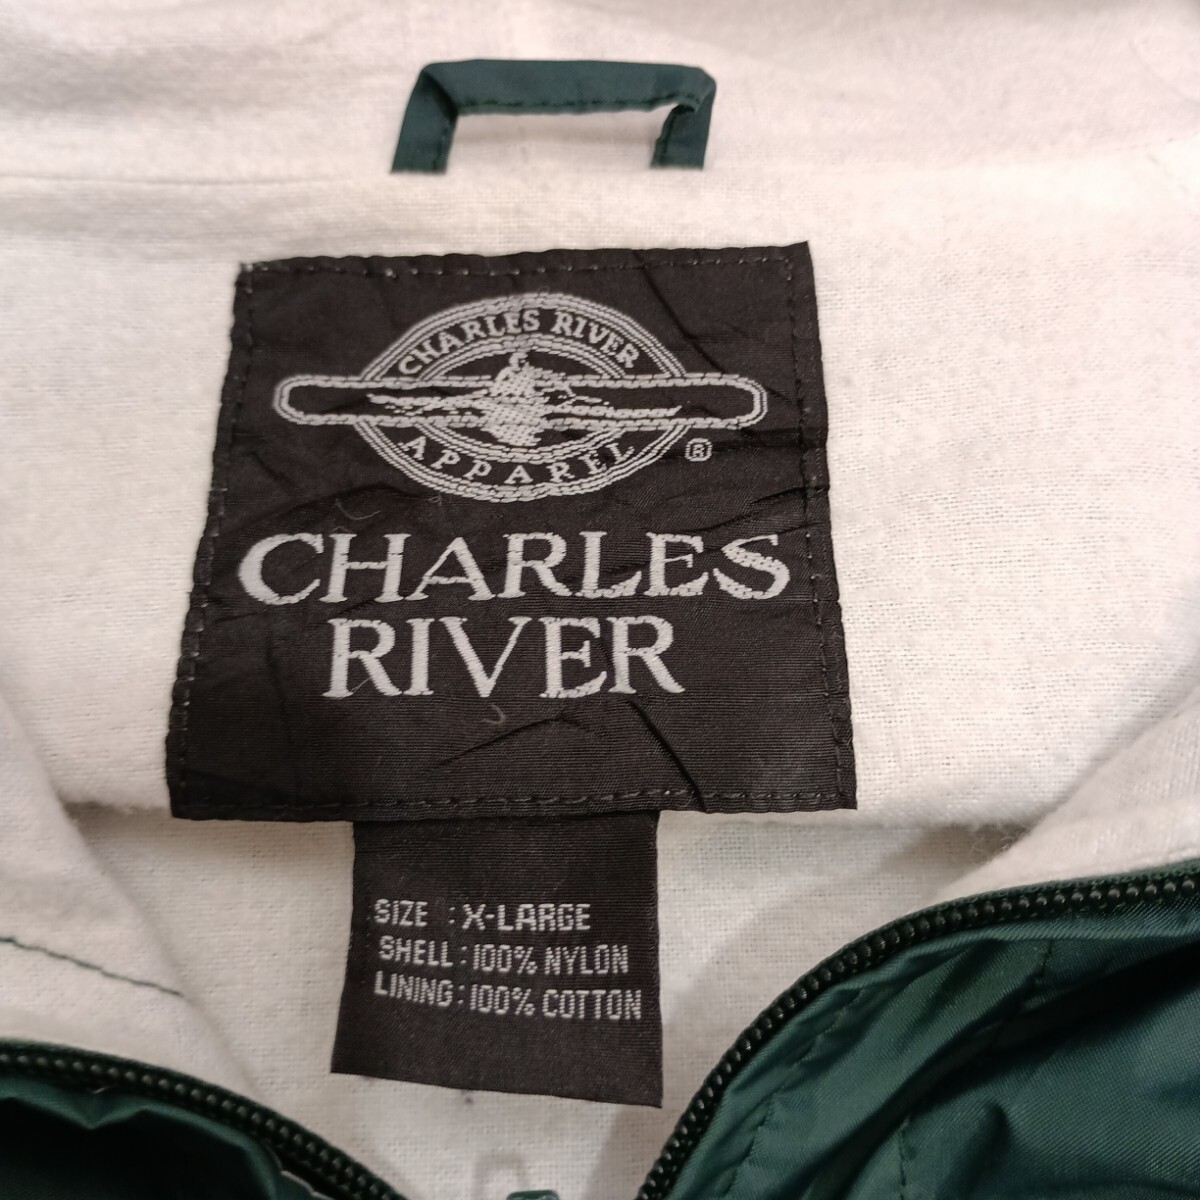 CHARLES RIVER
APPAREL ®
CHARLES
RIVER
SIZE : X-LARGE
SHELL : 100% NYLON
LINING : 100% COTTON